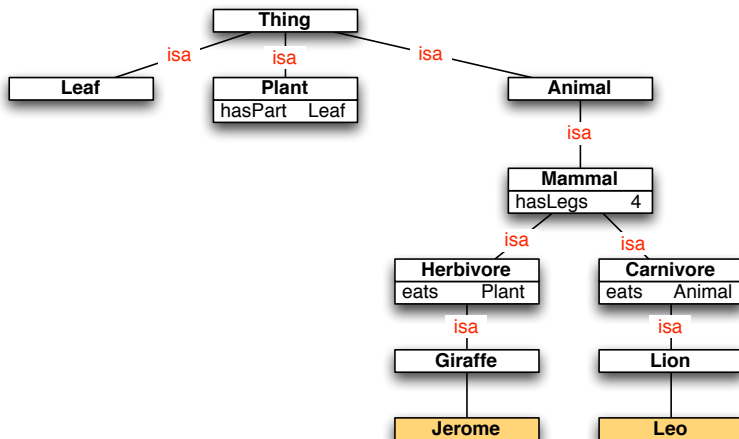 Thing
isa isa isa
Leaf Plant Animal
hasPart Leaf
isa
Mammal
hasLegs 4
isa isa
Herbivore Carnivore
eats Plant eats Animal
isa isa
Giraffe Lion
Jerome Leo